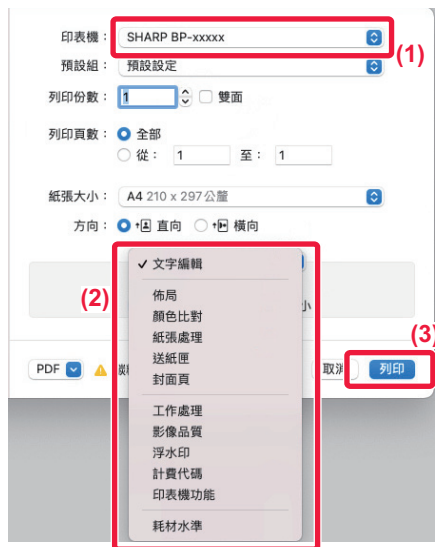 印表機： SHARP BP-xxxxx
(1)
預設組： 預設設定
列印份數： 1 雙面
列印頁數： 全部
從： 1 至： 1
紙張大小： A4 210 x 297 公釐
方向： 直向 橫向
(2)
✓ 文字編輯
佈局
顏色比對
紙張處理
送紙匣
封面頁
工作處理
影像品質
浮水印
計費代碼
印表機功能
耗材水準
小
(3)
PDF 取消 列印